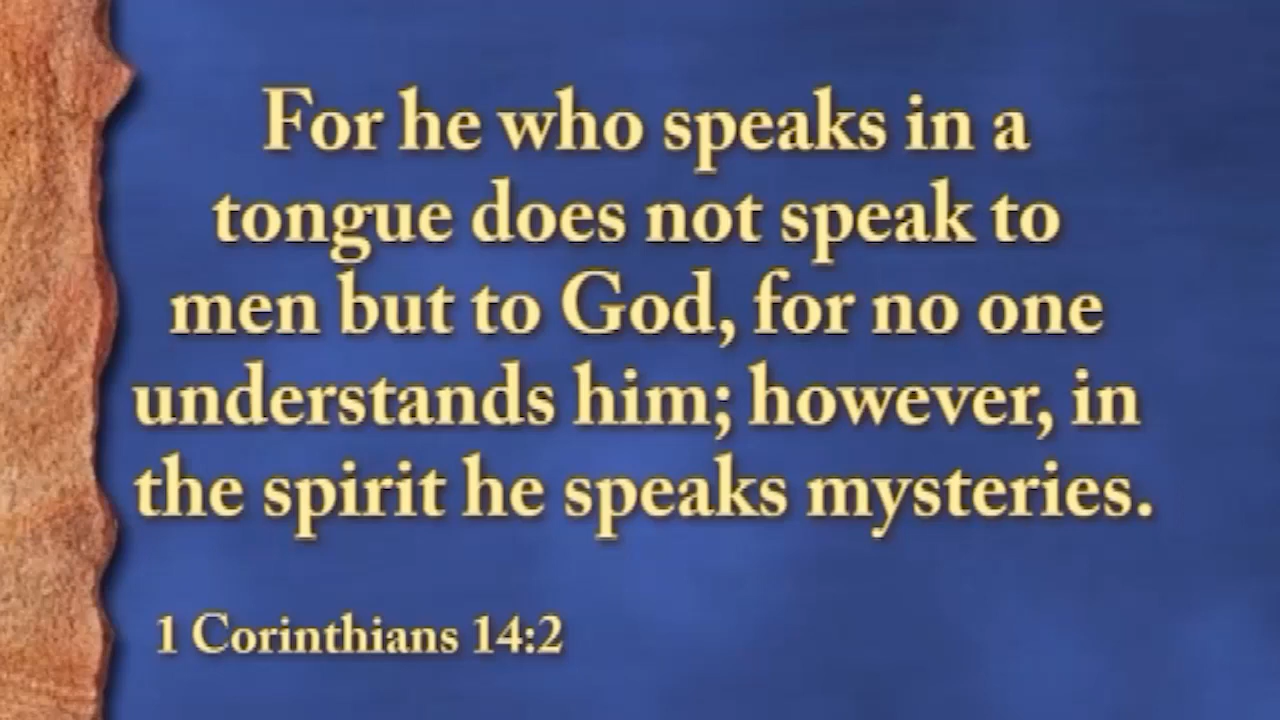 For he who speaks in a
tongue does not speak to
men but to God, for no one
understands him; however, in
the spirit he speaks mysteries.
1 Corinthians 14:2